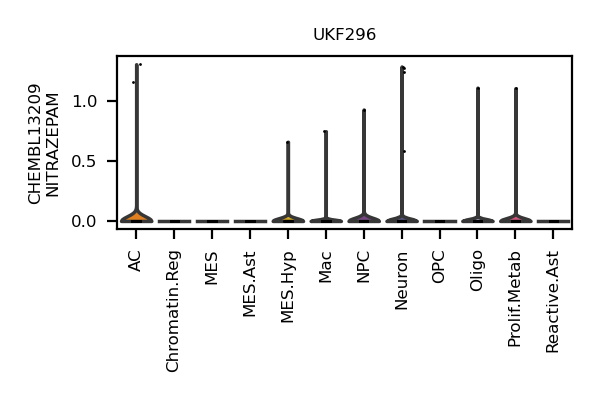 UKF296
CHEMBL13209
NITRAZEPAM
1.0
0.5
0.0
AC
Chromatin.Reg
MES
MES.Ast
MES.Hyp
Mac
NPC
Neuron
OPC
Oligo
Prolif.Metab
Reactive.Ast